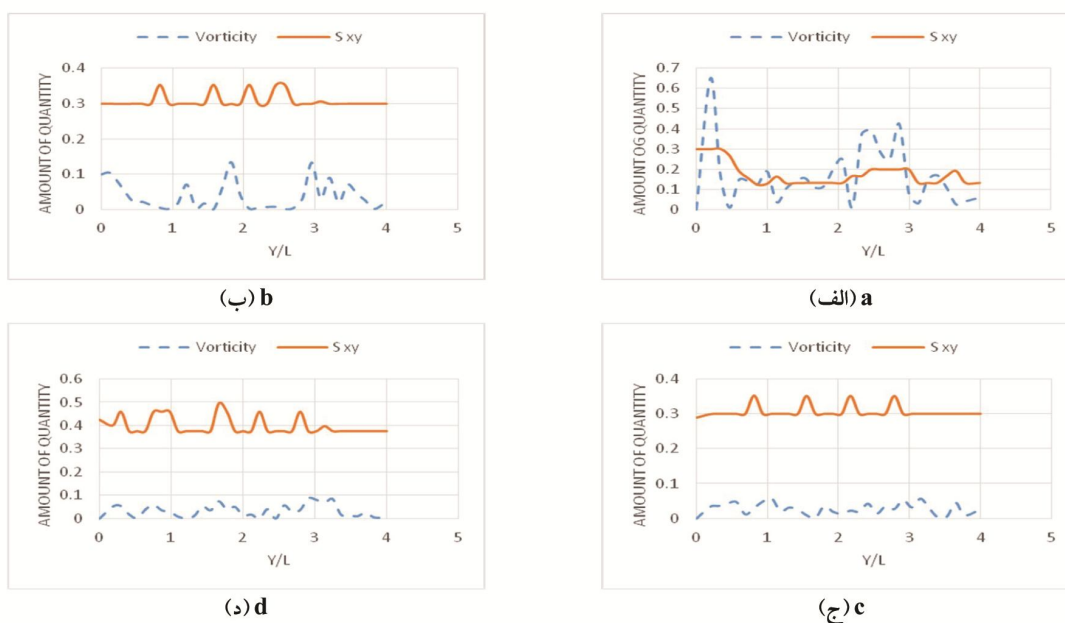 Vorticity S xy
AMOUNT OF QUANTITY
0.4
0.3
0.2
0.1
0
0 1 2 3 4 5
Y/L
b (ب)
Vorticity S xy
AMOUNT OG QUANTITY
0.7
0.6
0.5
0.4
0.3
0.2
0.1
0
0 1 2 3 4 5
Y/L
a (الف)
Vorticity S xy
AMOUNT OF QUANTITY
0.6
0.5
0.4
0.3
0.2
0.1
0
0 1 2 3 4 5
Y/L
d (د)
Vorticity S xy
AMOUNT OF QUANTITY
0.4
0.3
0.2
0.1
0
0 1 2 3 4 5
Y/L
c (ج)